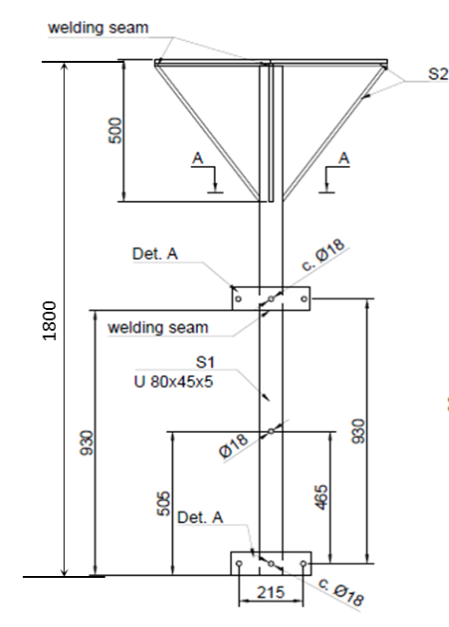 welding seam
S2
500
A
A
c. Ø18
Det. A
1800
welding seam
S1
U 80x45x5
930
930
Ø18
505
465
Det. A
215
c. Ø18